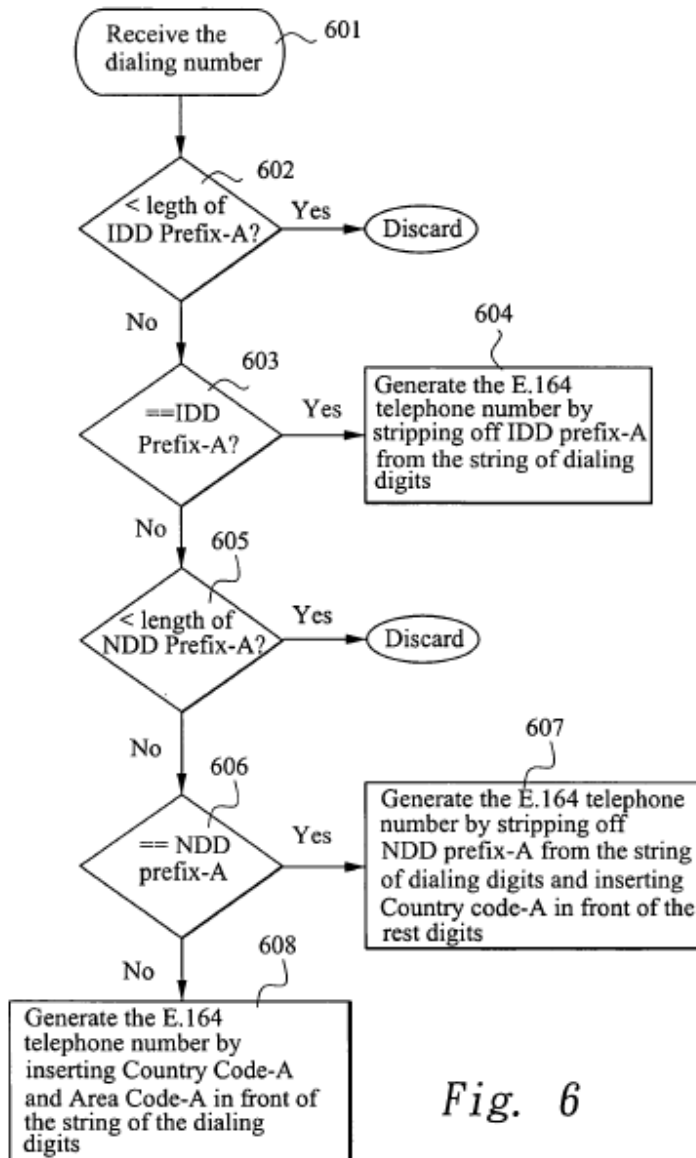 Receive the
dialing number
601
602
< legth of
IDD Prefix-A?
Yes
Discard
No
603
==IDD
Prefix-A?
Yes
604
Generate the E.164
telephone number by
stripping off IDD prefix-A
from the string of dialing
digits
No
605
< length of
NDD Prefix-A?
Yes
Discard
No
606
== NDD
prefix-A
Yes
607
Generate the E.164 telephone
number by stripping off
NDD prefix-A from the string
of dialing digits and inserting
Country code-A in front of the
rest digits
No
608
Generate the E.164
telephone number by
inserting Country Code-A
and Area Code-A in front of
the string of the dialing
digits
Fig. 6